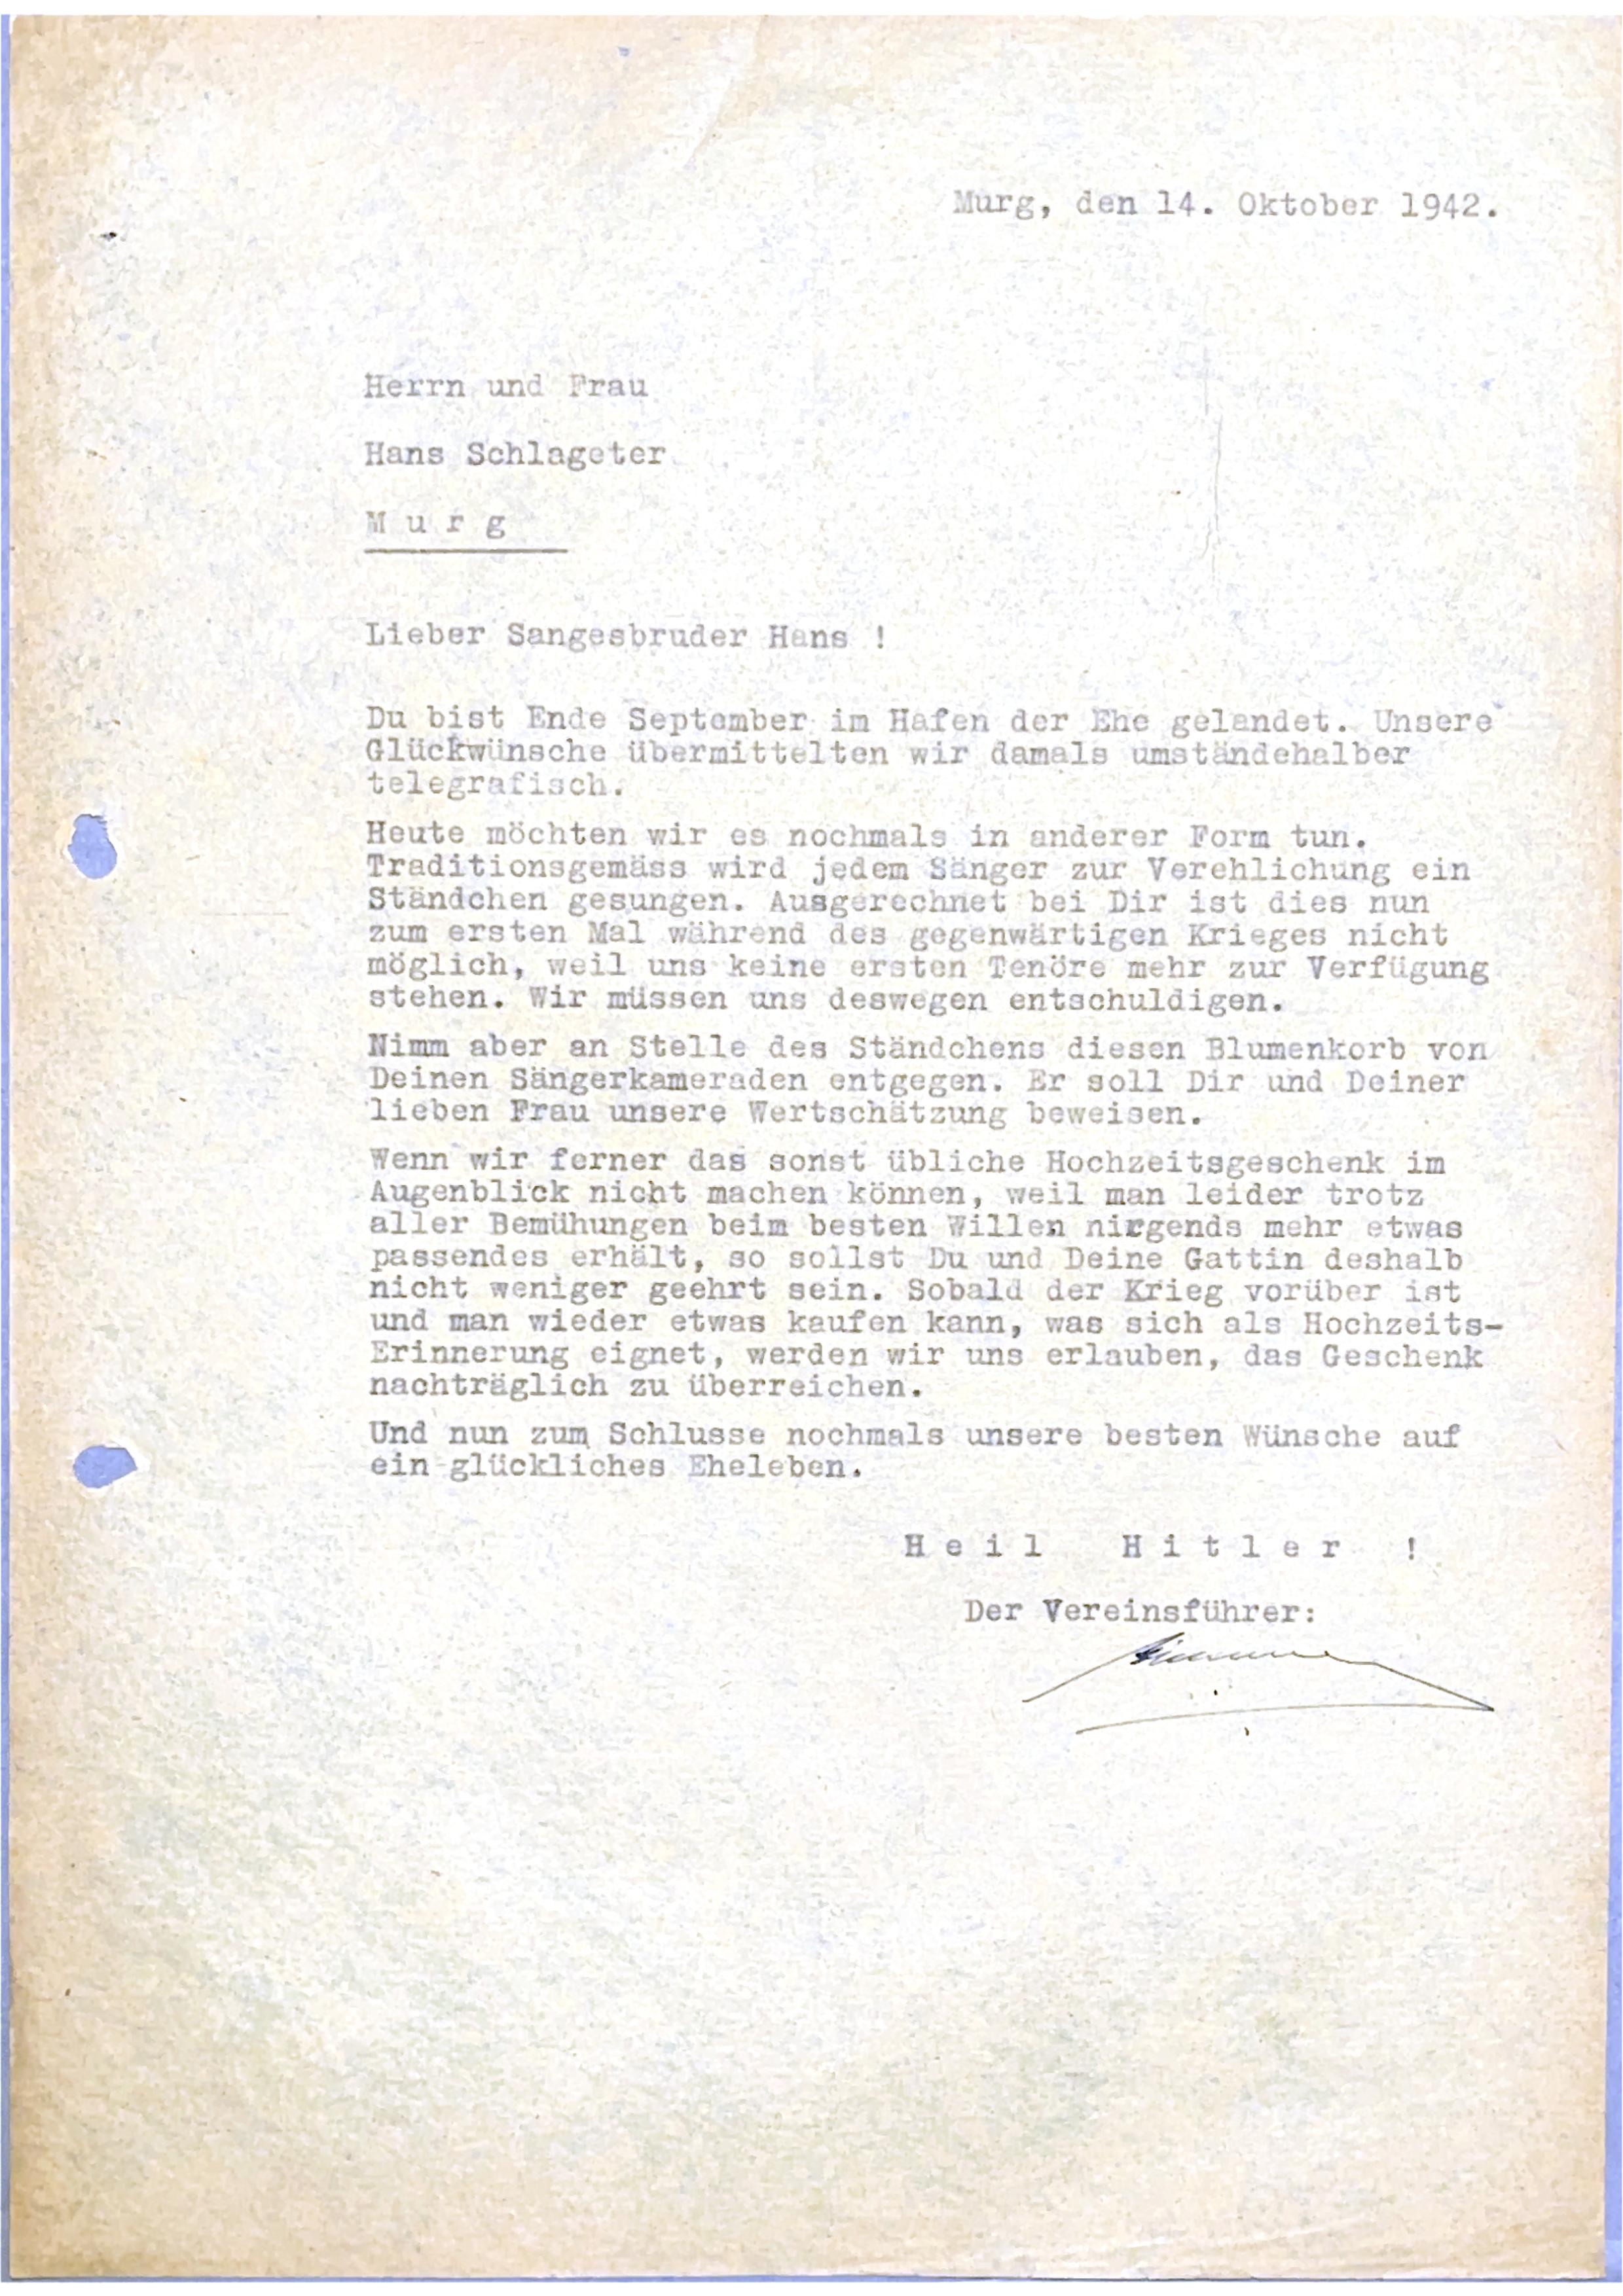 Murg, den 14. Oktober 1942.
Herrn und Frau
Hans Schlageter
M u r g
Lieber Sangesbruder Hans !
Du bist Ende September im Hafen der Ehe gelandet. Unsere
Glückwünsche übermittelten wir damals umständehalber
telegrafisch.
Heute möchten wir es nochmals in anderer Form tun.
Traditionsgemäss wird jedem Sänger zur Verehlichung ein
Ständchen gesungen. Ausgerechnet bei Dir ist dies nun
zum ersten Mal während des gegenwärtigen Krieges nicht
möglich, weil uns keine ersten Tenöre mehr zur Verfügung
stehen. Wir müssen uns deswegen entschuldigen.
Nimm aber an Stelle des Ständchens diesen Blumenkorb von
Deinen Sängerkameraden entgegen. Er soll Dir und Deiner
lieben Frau unsere Wertschätzung beweisen.
Wenn wir ferner das sonst übliche Hochzeitsgeschenk im
Augenblick nicht machen können, weil man leider trotz
aller Bemühungen beim besten Willen nirgends mehr etwas
passendes erhält, so sollst Du und Deine Gattin deshalb
nicht weniger geehrt sein. Sobald der Krieg vorüber ist
und man wieder etwas kaufen kann, was sich als Hochzeits-
Erinnerung eignet, werden wir uns erlauben, das Geschenk
nachträglich zu überreichen.
Und nun zum Schlusse nochmals unsere besten Wünsche auf
ein glückliches Eheleben.
H e i l   H i t l e r   !
Der Vereinsführer: